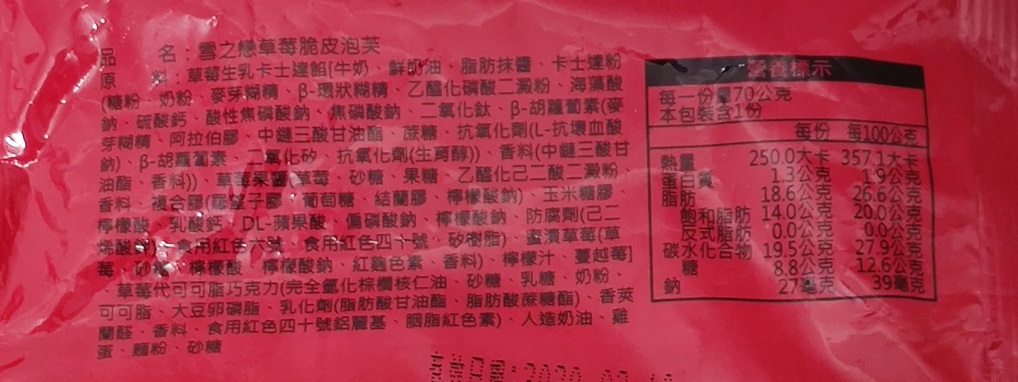 品　　名：雪之戀草莓脆皮泡芙
原　　料：草莓生乳卡士達餡[牛奶、鮮奶油、脂肪抹醬、卡士達粉
(糖粉、奶粉、麥芽糊精、β-環狀糊精、乙醯化磷酸二澱粉、海藻酸
鈉、硫酸鈣、酸性焦磷酸鈉、焦磷酸鈉、二氧化鈦、β-胡蘿蔔素(麥
芽糊精、阿拉伯膠、中鏈三酸甘油酯、蔗糖、抗氧化劑(L-抗壞血酸
鈉)、β-胡蘿蔔素、二氧化矽、抗氧化劑(生育醇))、香料(中鏈三酸甘
油酯、香料))、草莓果醬(草莓、砂糖、果糖、乙醯化己二酸二澱粉、
香料、複合膠(羅望子膠、葡萄糖、結蘭膠、檸檬酸鈉)、玉米糖膠、
檸檬酸、乳酸鈣、DL-蘋果酸、偏磷酸鈉、檸檬酸鈉、防腐劑(己二
烯酸鉀)、食用紅色六號、食用紅色四十號、矽樹脂)、蜜漬草莓(草
莓、砂糖、檸檬酸、檸檬酸鈉、紅麴色素、香料)、檸檬汁、蔓越莓]
、草莓代可可脂巧克力(完全氫化棕櫚核仁油、砂糖、乳糖、奶粉、
可可脂、大豆卵磷脂、乳化劑(脂肪酸甘油酯、脂肪酸蔗糖酯)、香莢
蘭醛、香料、食用紅色四十號鋁麗基、胭脂紅色素)、人造奶油、雞
蛋、麵粉、砂糖
營養標示
每一份量70公克
本包裝含1份
每份 每100公克
熱量 250.0大卡 357.1大卡
蛋白質 1.3公克 1.9公克
脂肪 18.6公克 26.6公克
飽和脂肪 14.0公克 20.0公克
反式脂肪 0.0公克 0.0公克
碳水化合物 19.5公克 27.9公克
糖 8.8公克 12.6公克
鈉 27毫克 39毫克